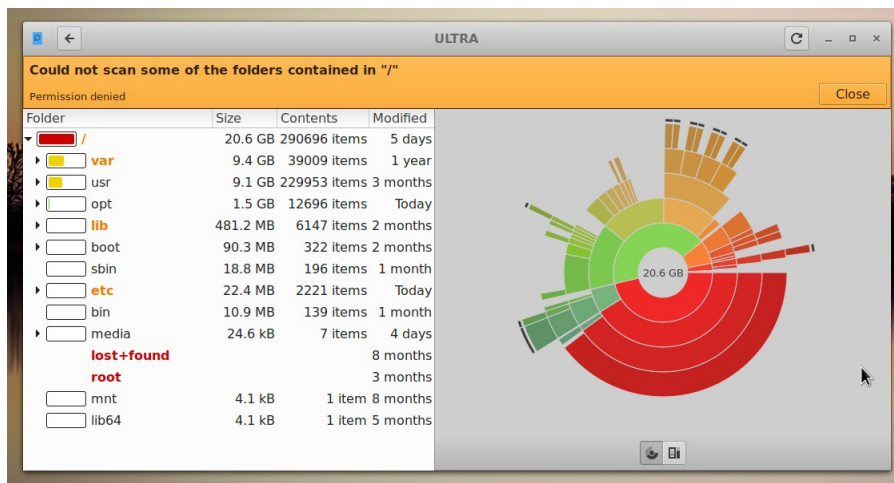 ULTRA
Could not scan some of the folders contained in "/"
Permission denied
Close
Folder Size Contents Modified
/ 20.6 GB 290696 items 5 days
var 9.4 GB 39009 items 1 year
usr 9.1 GB 229953 items 3 months
opt 1.5 GB 12696 items Today
lib 481.2 MB 6147 items 2 months
boot 90.3 MB 322 items 2 months
sbin 18.8 MB 196 items 1 month
etc 22.4 MB 2221 items Today
bin 10.9 MB 139 items 1 month
media 24.6 kB 7 items 4 days
lost+found 8 months
root 3 months
mnt 4.1 kB 1 item 8 months
lib64 4.1 kB 1 item 5 months
20.6 GB